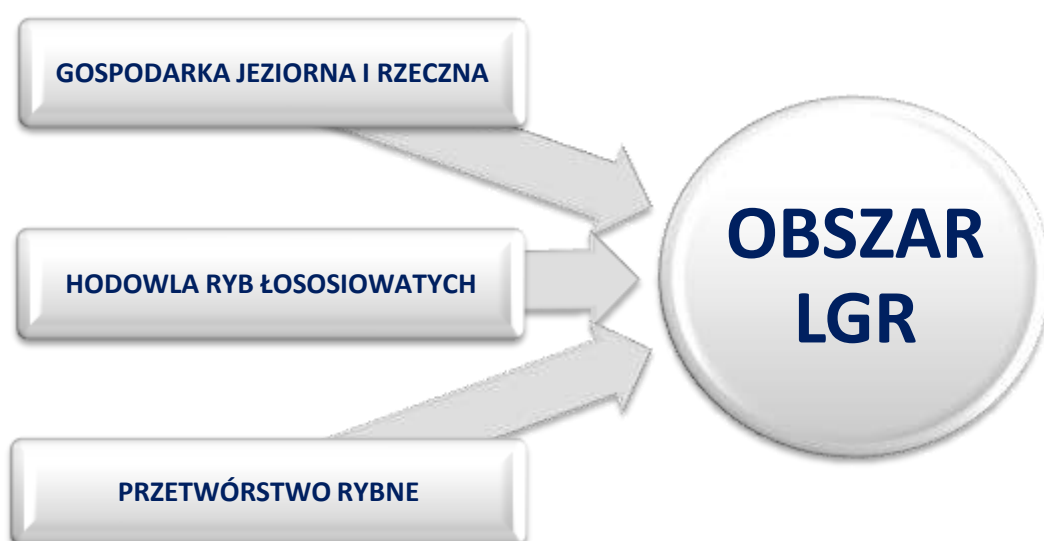 GOSPODARKA JEZIORNA I RZECZNA
HODOWLA RYB ŁOSOSIOWATYCH
PRZETWÓRSTWO RYBNE
OBSZAR
LGR